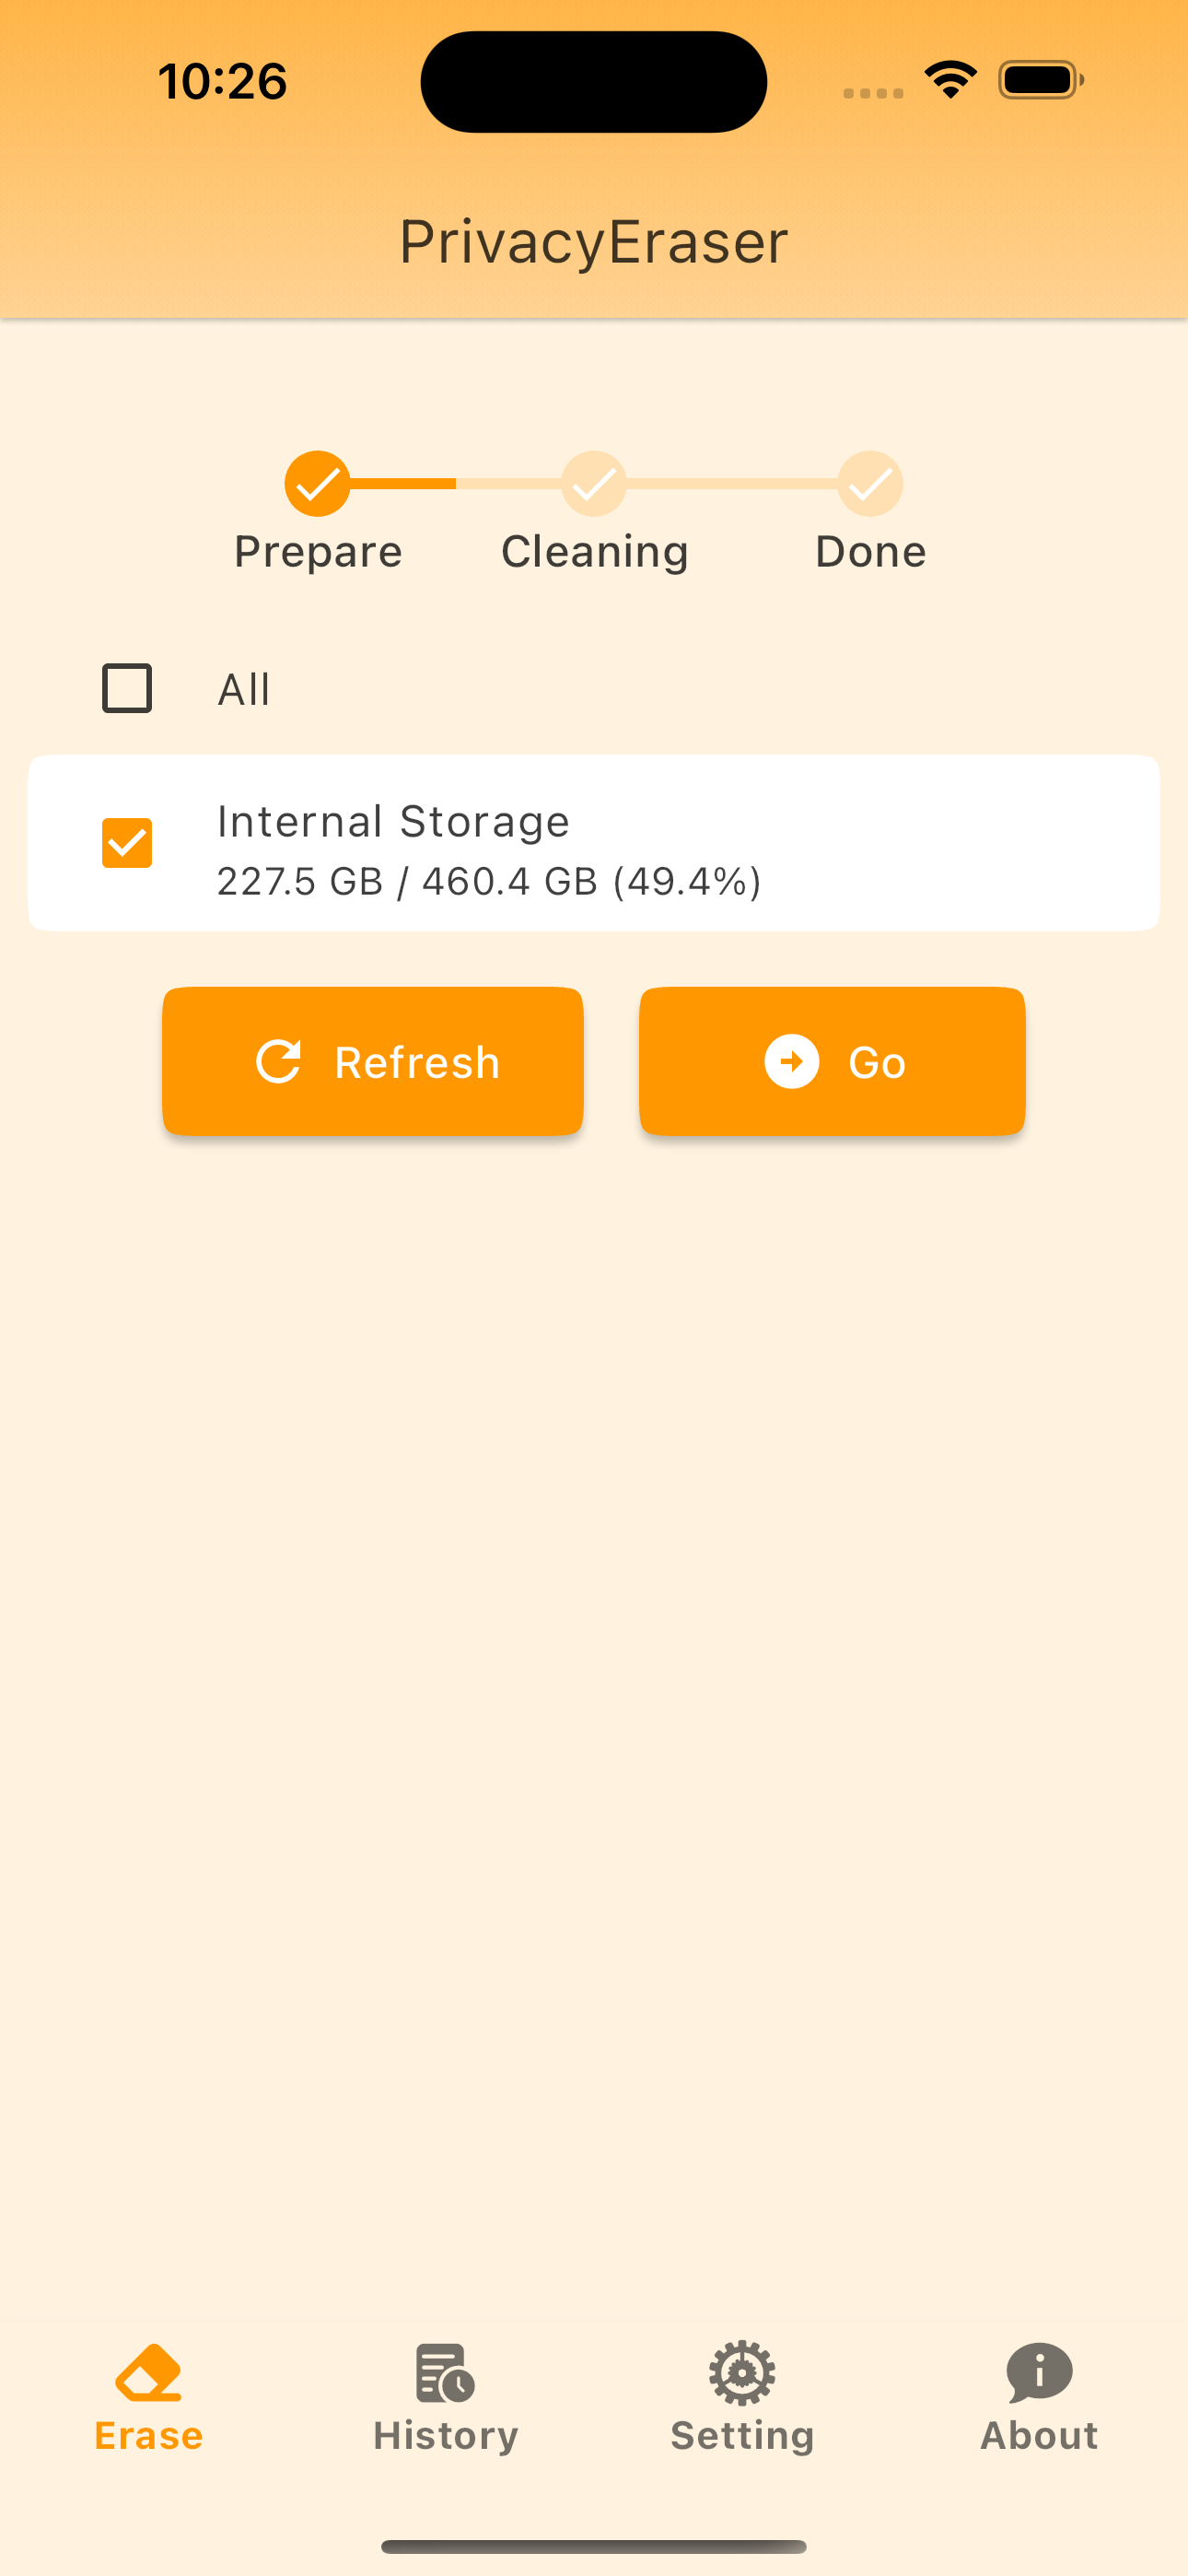 10:26
PrivacyEraser
Prepare Cleaning Done
All
Internal Storage
227.5 GB / 460.4 GB (49.4%)
Refresh Go
Erase History Setting About